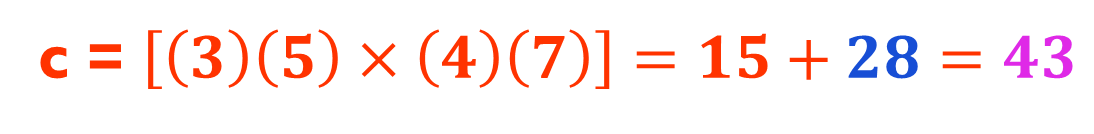 c = [(3)(5) × (4)(7)] = 15 + 28 = 43